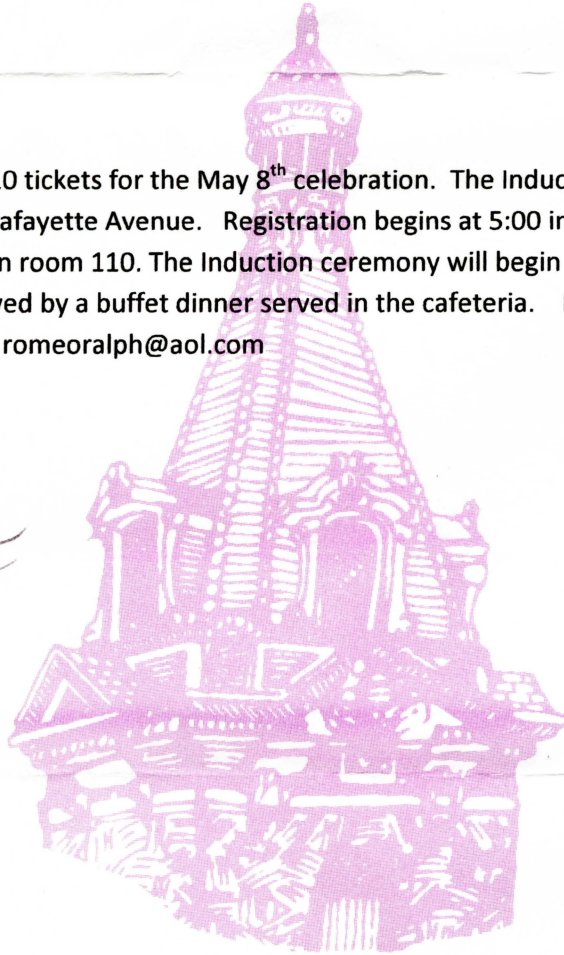 0 tickets for the May 8th celebration. The Induc
afayette Avenue. Registration begins at 5:00 in
n room 110. The Induction ceremony will begin
ved by a buffet dinner served in the cafeteria.
romeoralph@aol.com